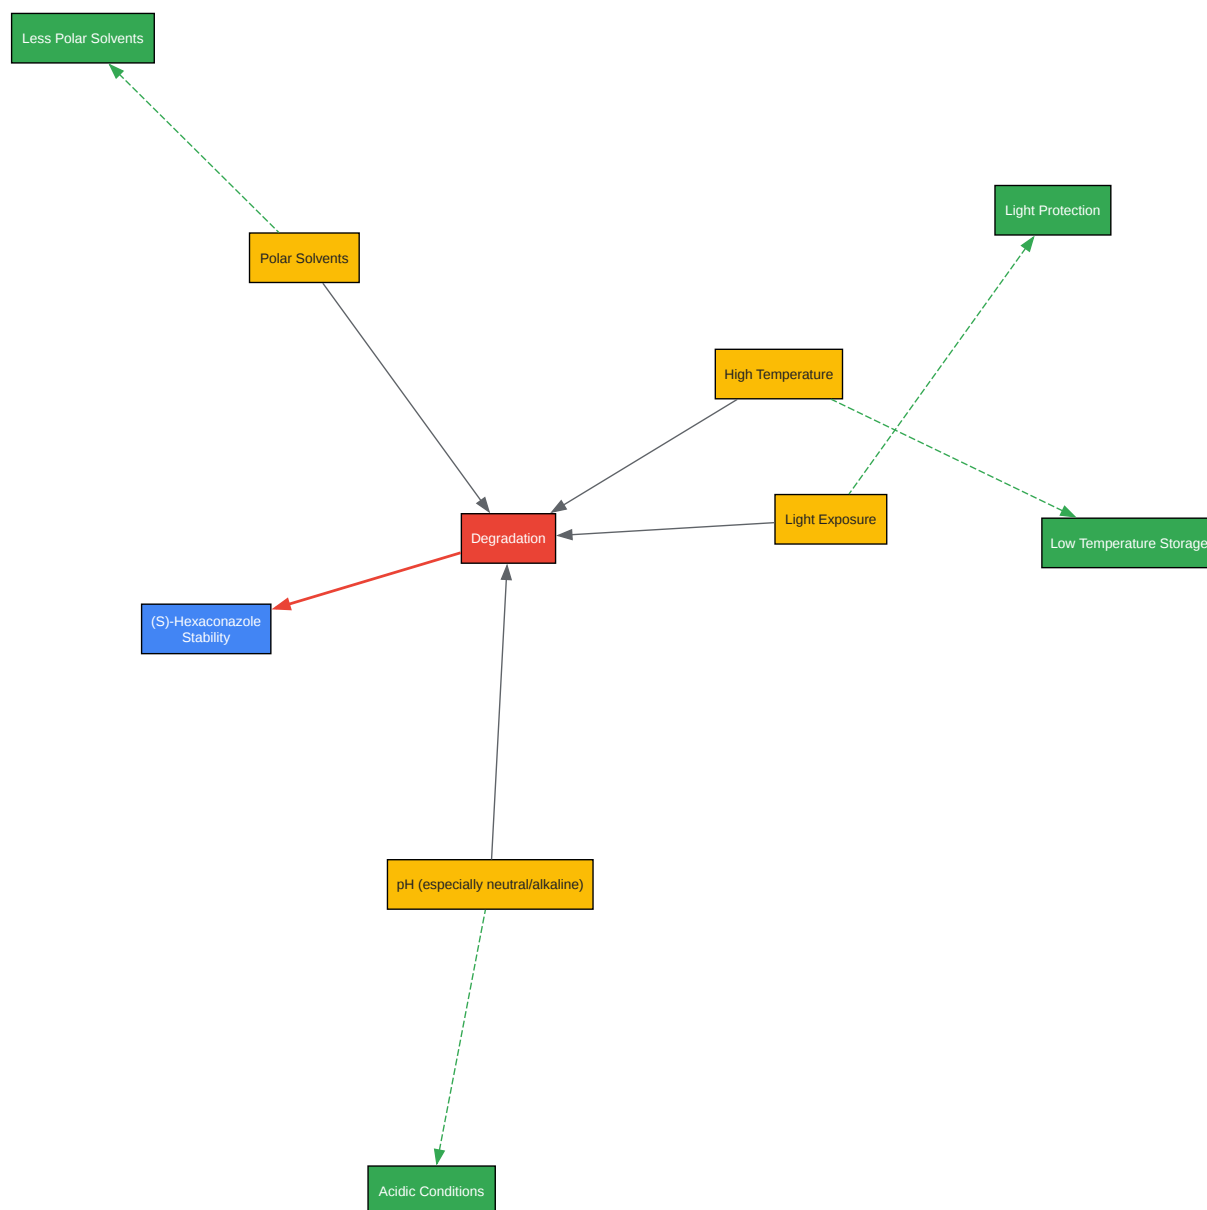 Less Polar Solvents
Light Protection
Polar Solvents
High Temperature
Light Exposure
Degradation
Low Temperature Storage
(S)-Hexaconazole
Stability
pH (especially neutral/alkaline)
Acidic Conditions